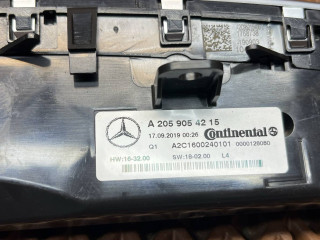 A 205 905 42 15
17.09.2019 00:26 Continental
Q1 A2C1600240101 0000128080
HW:16-32.00 SW:18-02.00 L4